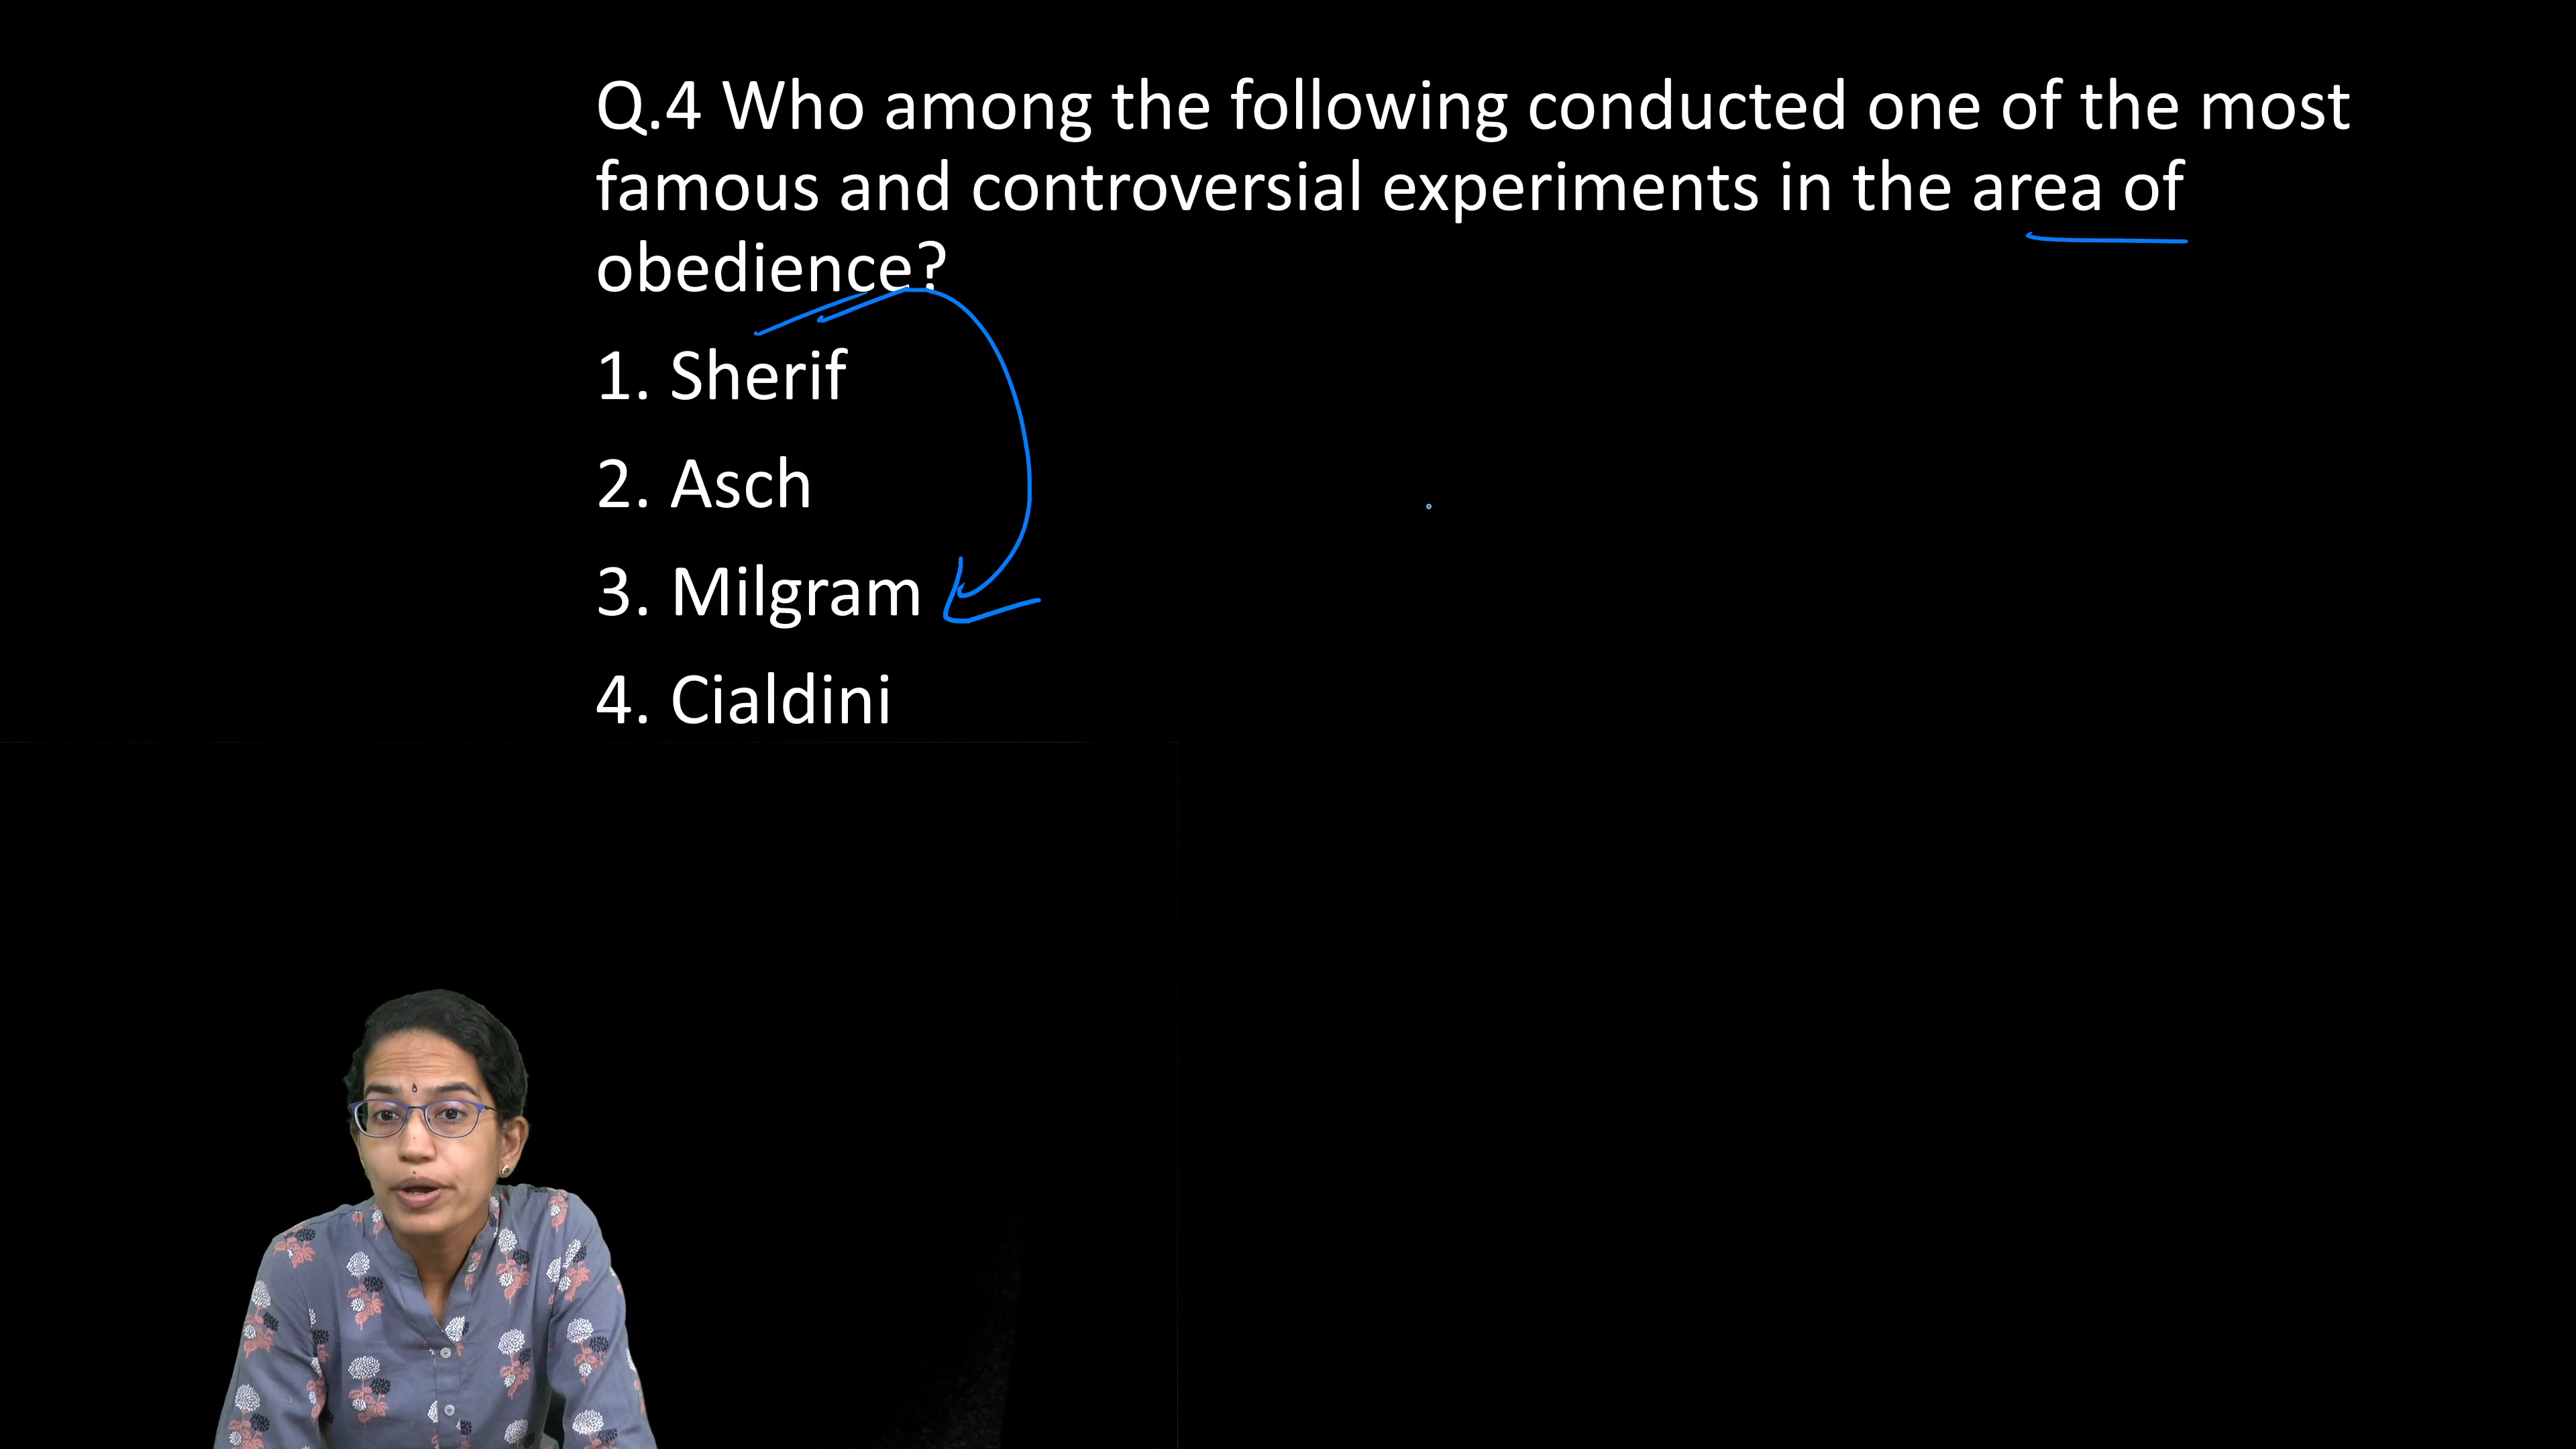 Q.4 Who among the following conducted one of the most
famous and controversial experiments in the area of
obedience?
1. Sherif
2. Asch
3. Milgram
4. Cialdini